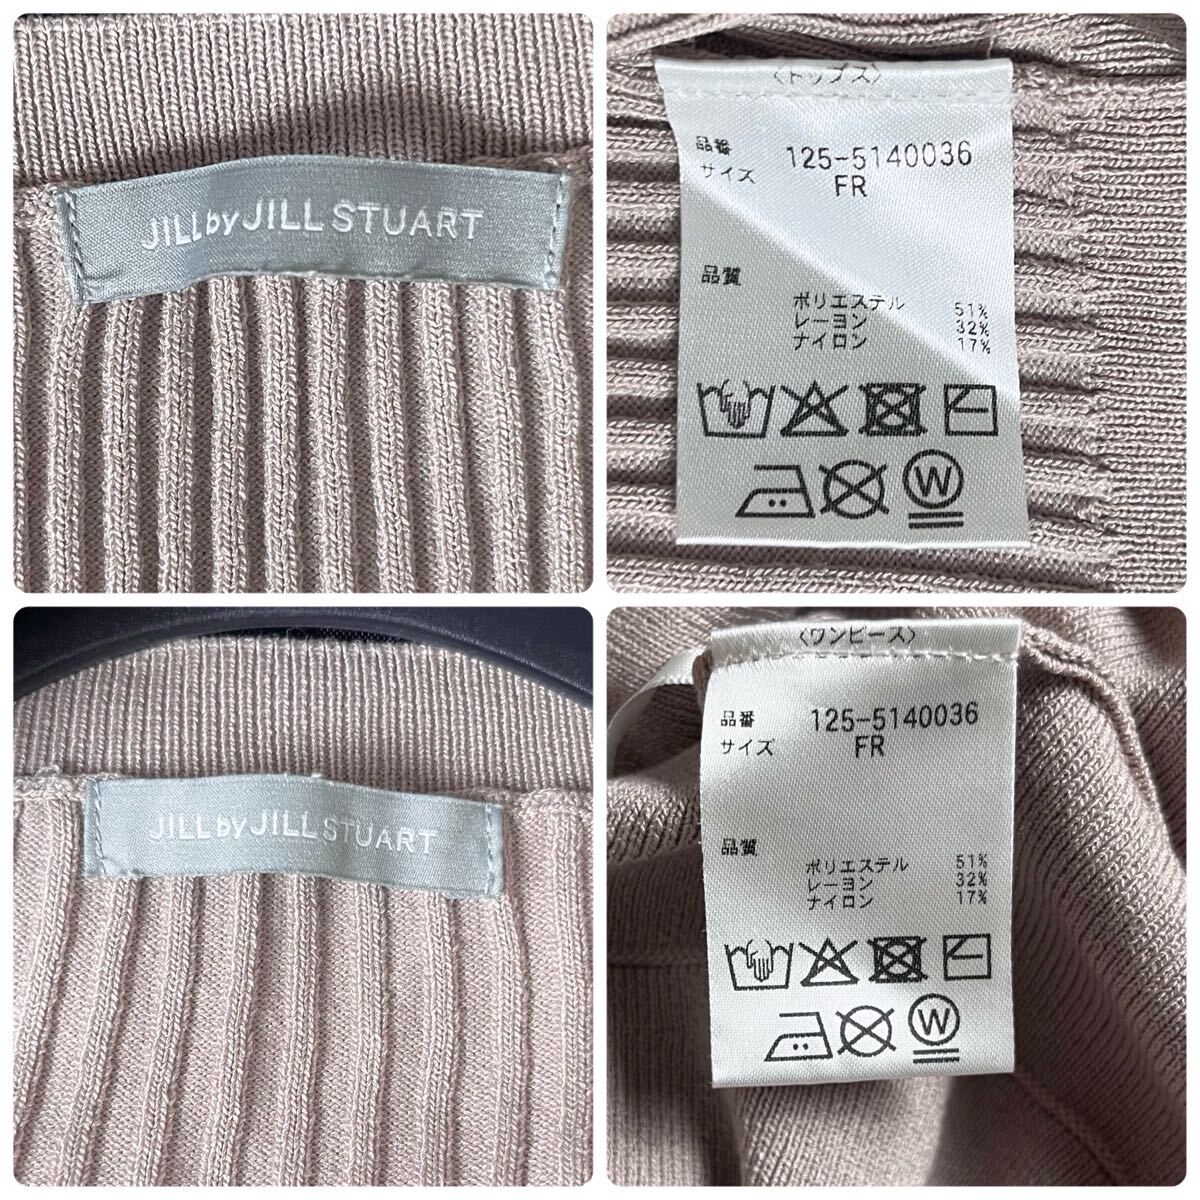 JILL by JILL STUART
〈トップス〉
品番 125-5140036
サイズ FR
品質
ポリエステル 51%
レーヨン 32%
ナイロン 17%
W
JILL by JILL STUART
〈ワンピース〉
品番 125-5140036
サイズ FR
品質
ポリエステル 51%
レーヨン 32%
ナイロン 17%
W